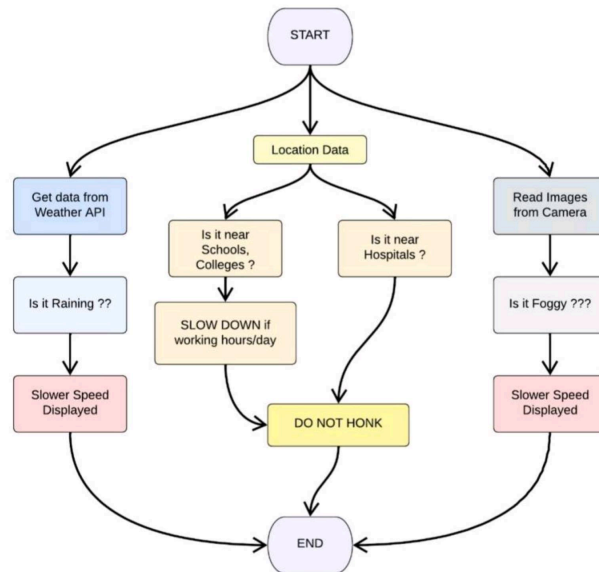 START
Location Data
Get data from
Weather API
Read Images
from Camera
Is it near
Schools,
Colleges ?
Is it near
Hospitals ?
Is it Raining ??
SLOW DOWN if
working hours/day
Is it Foggy ???
Slower Speed
Displayed
DO NOT HONK
Slower Speed
Displayed
END